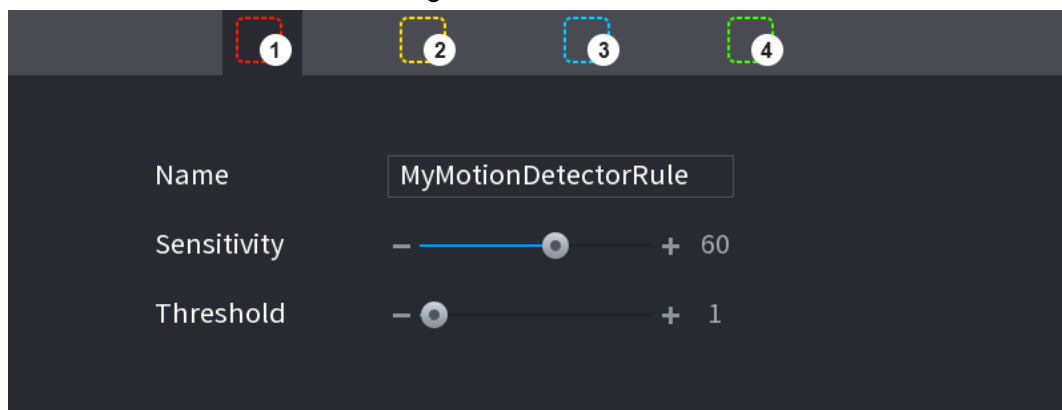 1 2 3 4
Name MyMotionDetectorRule
Sensitivity − + 60
Threshold − + 1